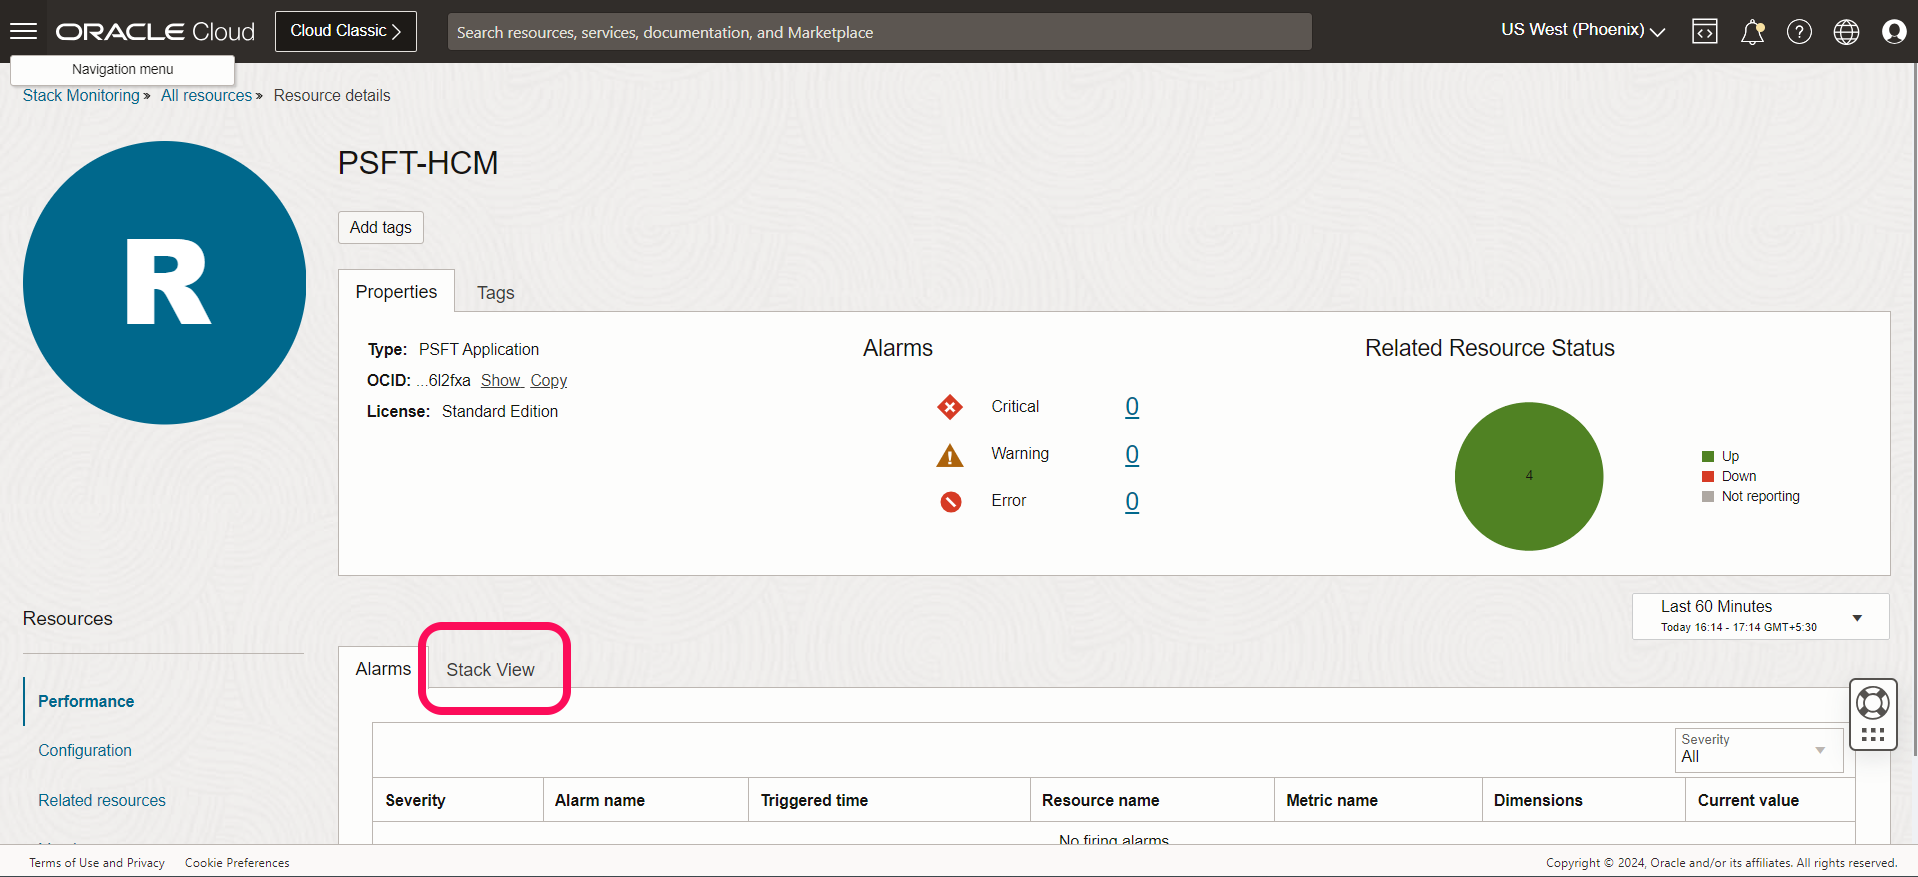 ORACLE Cloud
Cloud Classic
Search resources, services, documentation, and Marketplace
US West (Phoenix)
Navigation menu
Stack Monitoring » All resources » Resource details
R
PSFT-HCM
Add tags
Properties
Tags
Type: PSFT Application
OCID: ...6l2fxa Show Copy
License: Standard Edition
Alarms
Critical 0
Warning 0
Error 0
Related Resource Status
4
Up
Down
Not reporting
Resources
Performance
Configuration
Related resources
Last 60 Minutes
Today 16:14 - 17:14 GMT+5:30
Alarms
Stack View
Severity
All
Severity Alarm name Triggered time Resource name Metric name Dimensions Current value
No firing alarms
Terms of Use and Privacy Cookie Preferences
Copyright © 2024, Oracle and/or its affiliates. All rights reserved.